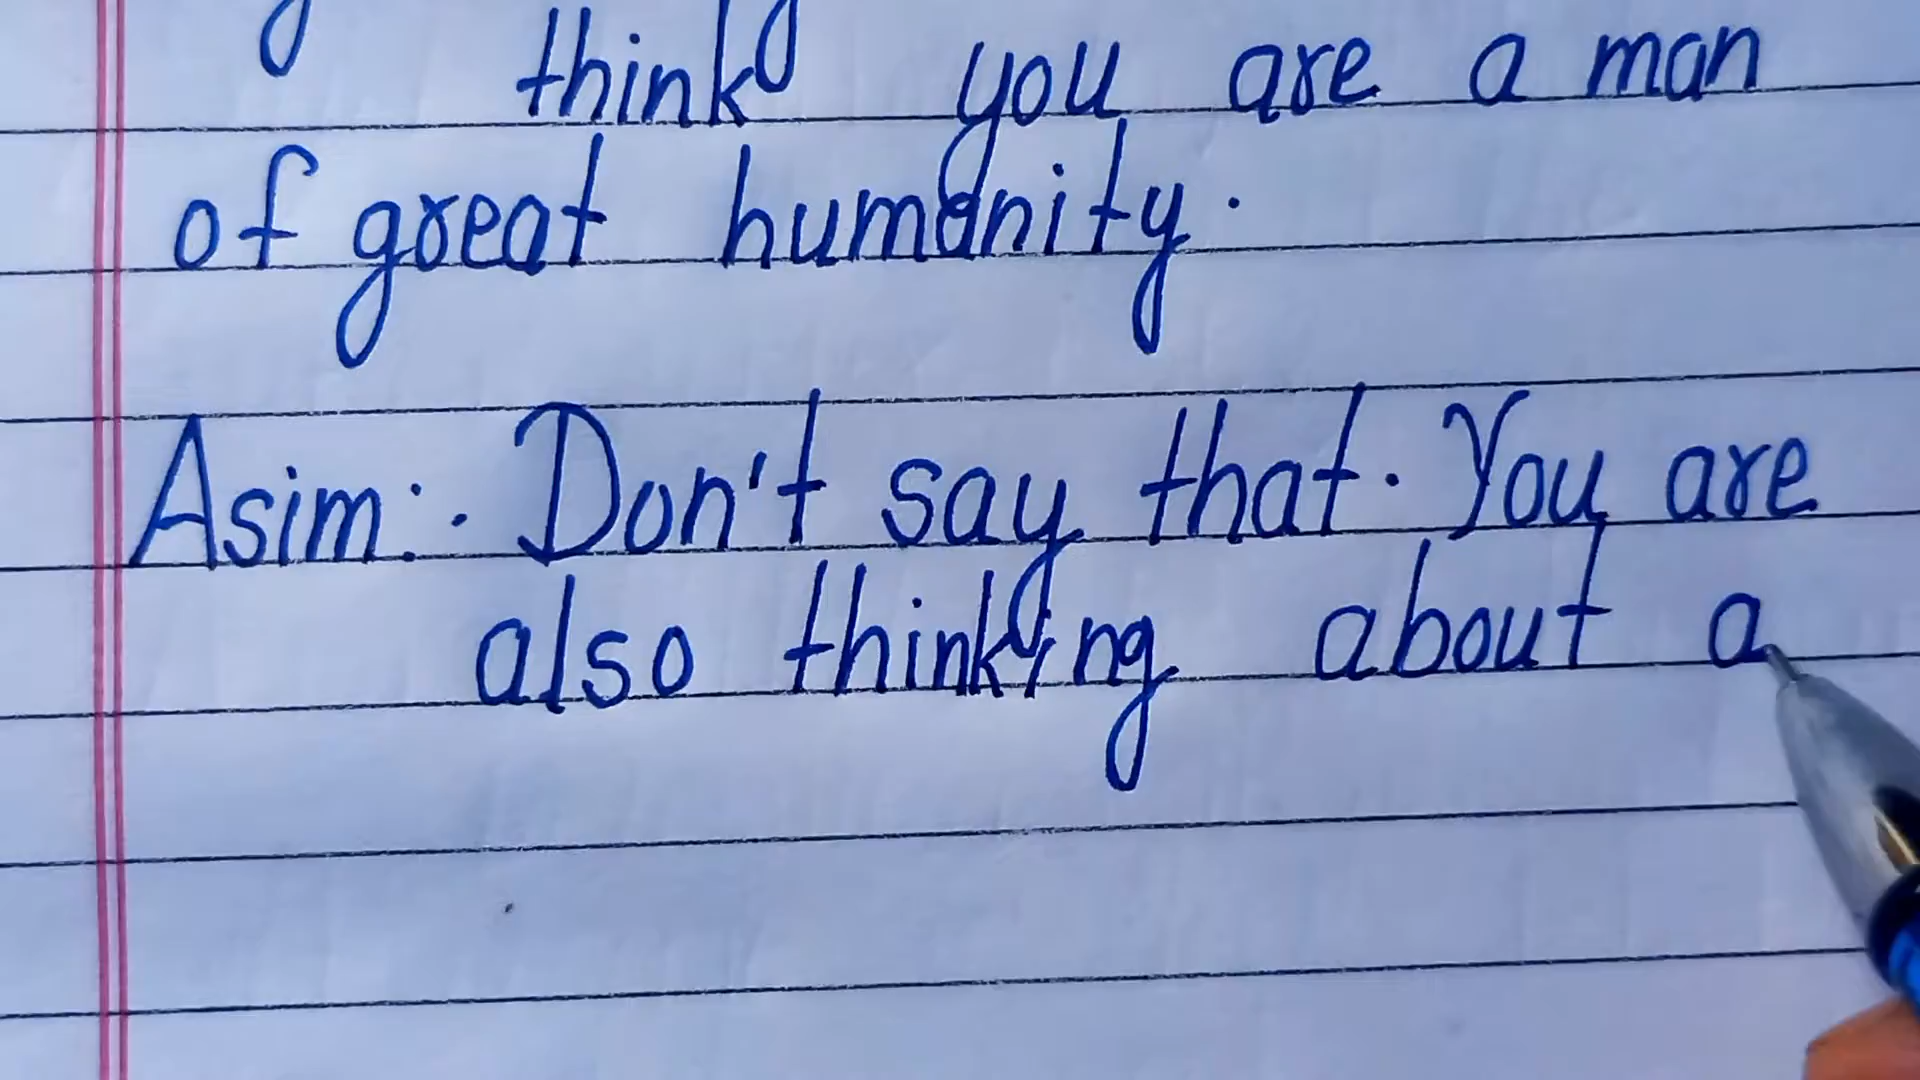 think you are a man
of great humanity.
Asim:. Don't say that. You are
also thinking about a